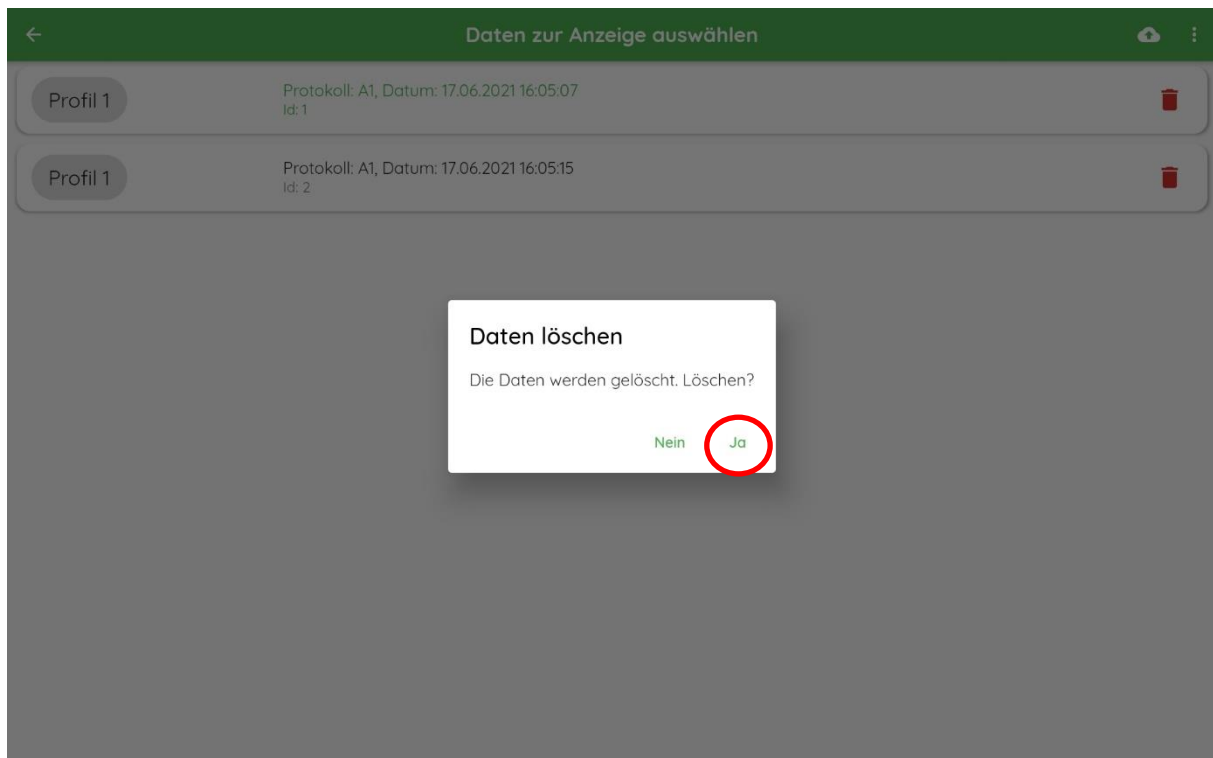 Daten zur Anzeige auswählen
Profil 1
Protokoll: A1, Datum: 17.06.2021 16:05:07
Id: 1
Profil 1
Protokoll: A1, Datum: 17.06.2021 16:05:15
Id: 2
Daten löschen
Die Daten werden gelöscht. Löschen?
Nein Ja